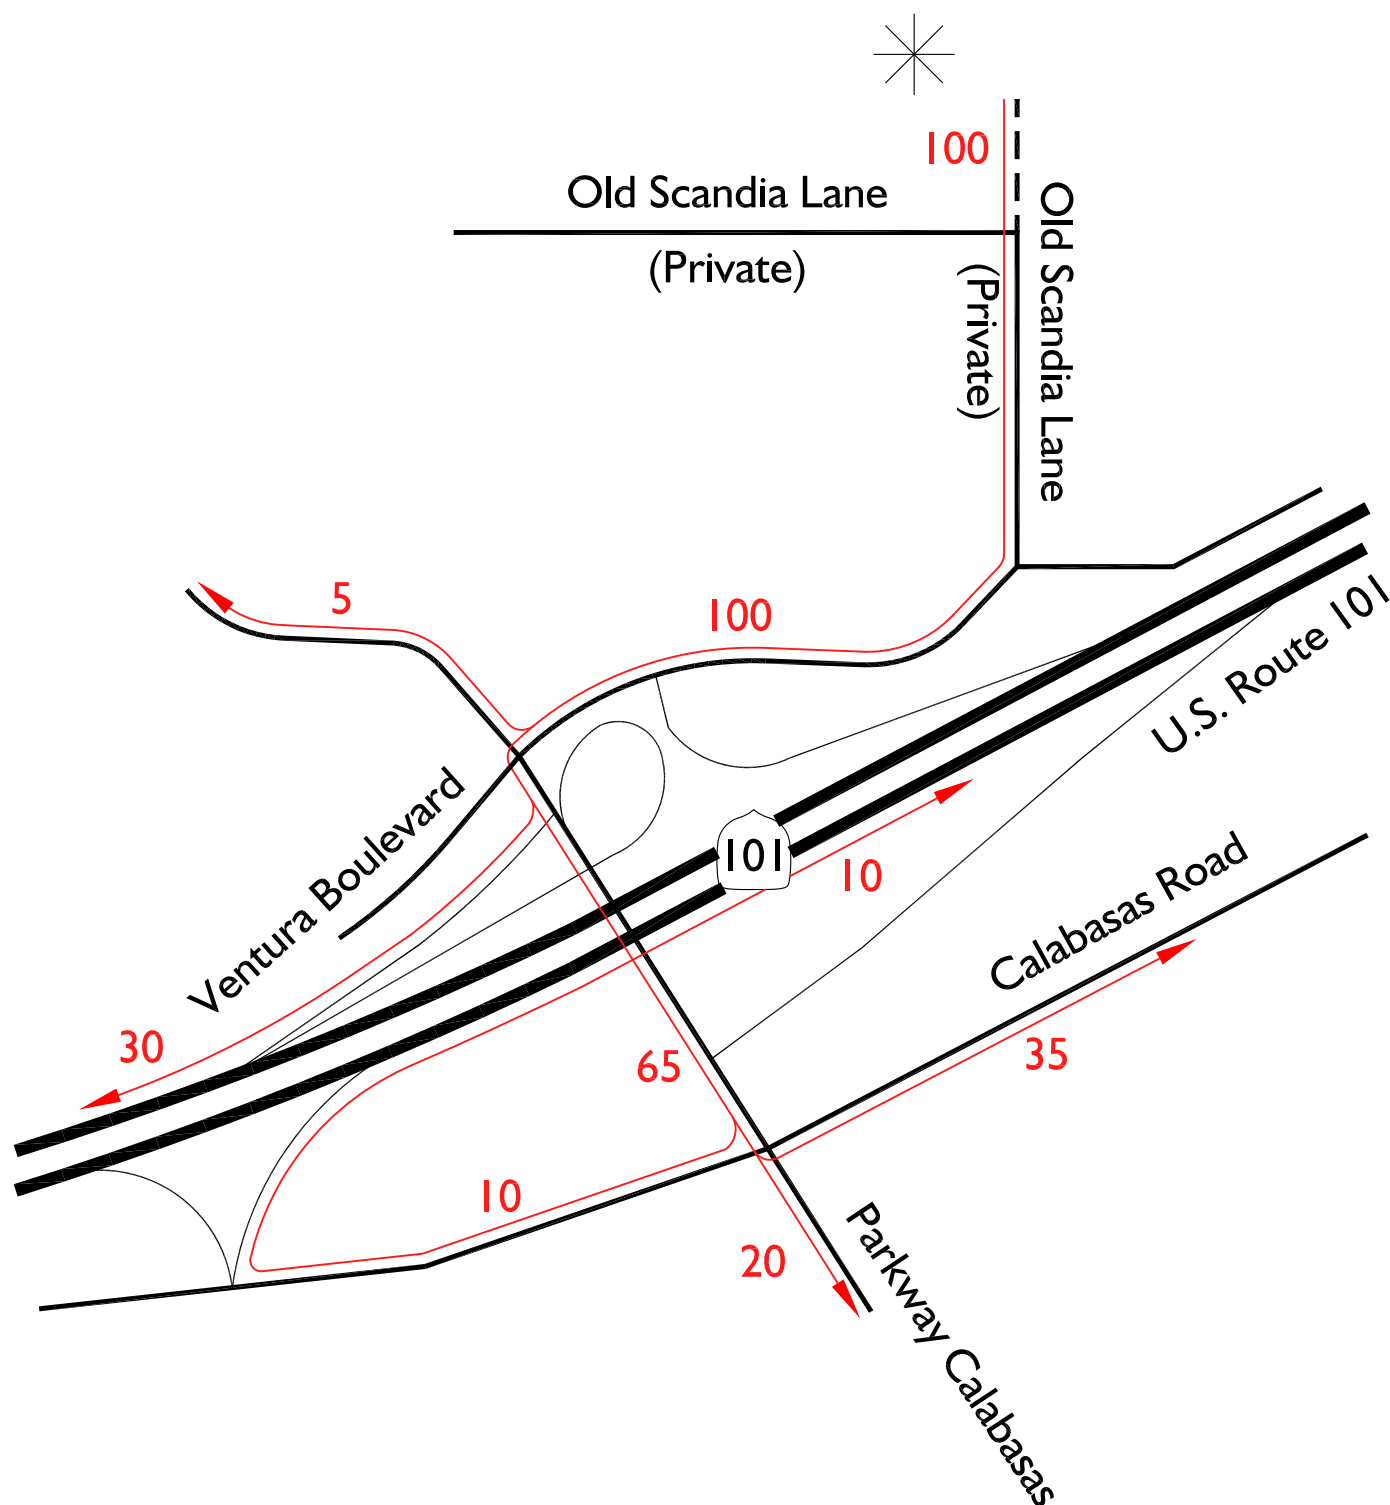 100
Old Scandia Lane
(Private)
Old Scandia Lane
(Private)
5
100
U.S. Route 101
Ventura Boulevard
101
10
Calabasas Road
30
65
35
10
20
Parkway Calabasas